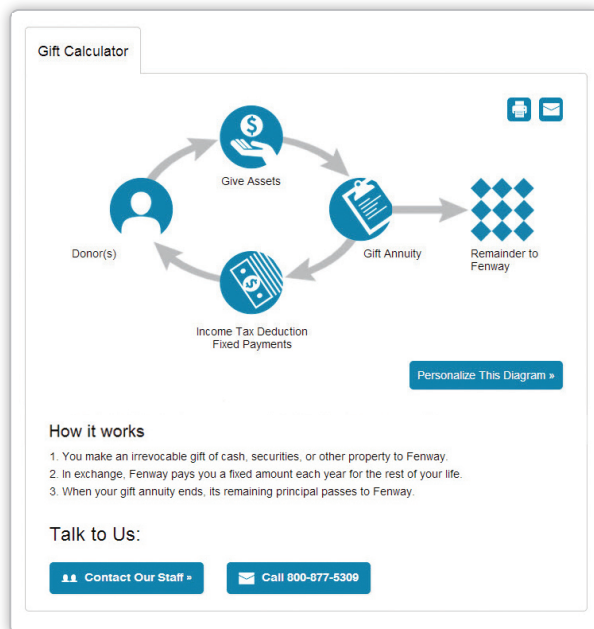 Gift Calculator
Give Assets
Donor(s)
Gift Annuity
Remainder to
Fenway
Income Tax Deduction
Fixed Payments
Personalize This Diagram »
How it works
1. You make an irrevocable gift of cash, securities, or other property to Fenway.
2. In exchange, Fenway pays you a fixed amount each year for the rest of your life.
3. When your gift annuity ends, its remaining principal passes to Fenway.
Talk to Us:
Contact Our Staff »
Call 800-877-5309